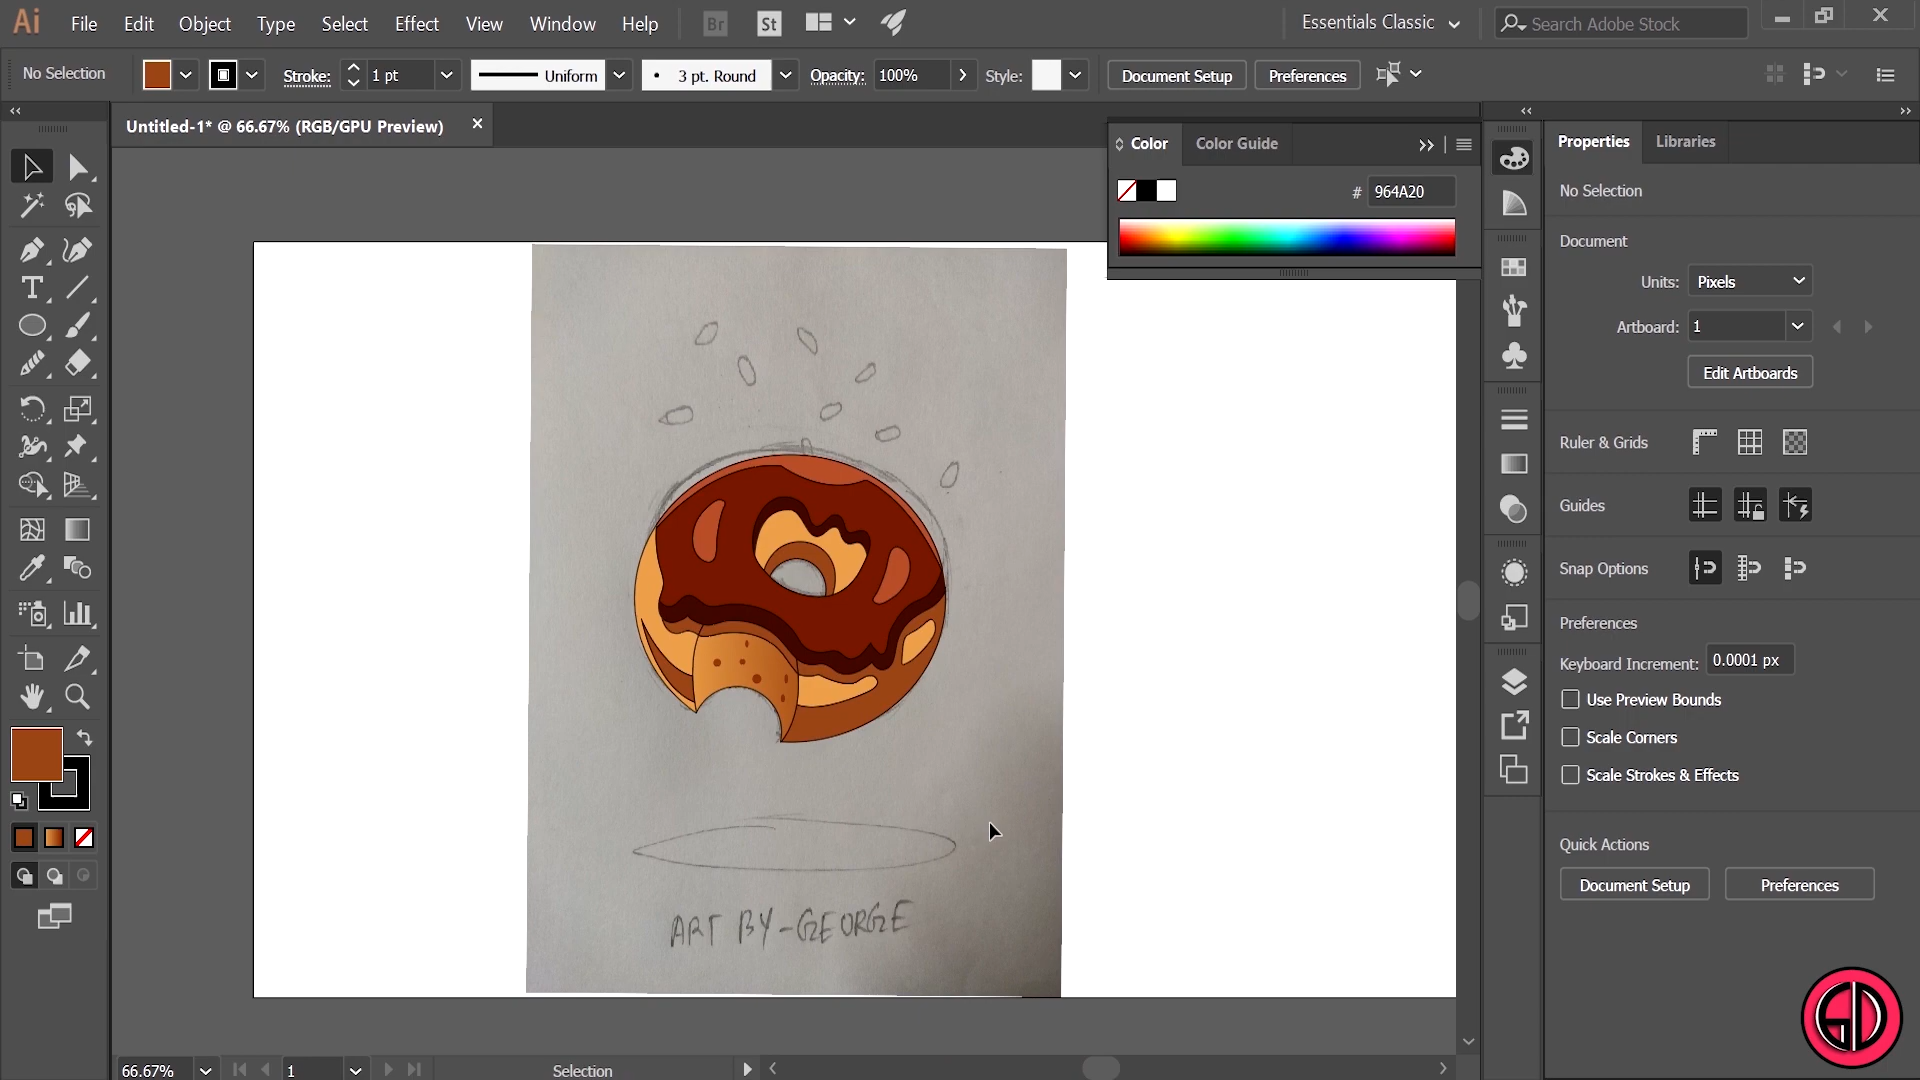 Ai File Edit Object Type Select Effect View Window Help Br St Essentials Classic Search Adobe Stock
No Selection Stroke: 1 pt Uniform 3 pt. Round Opacity: 100% Style: Document Setup Preferences
Untitled-1* @ 66.67% (RGB/GPU Preview)
Color Color Guide
# 964A20
Properties Libraries
No Selection
Document
Units: Pixels
Artboard: 1
Edit Artboards
Ruler & Grids
Guides
Snap Options
Preferences
Keyboard Increment: 0.0001 px
Use Preview Bounds
Scale Corners
Scale Strokes & Effects
Quick Actions
Document Setup Preferences
ART BY-GEORGE
66.67% 1 Selection